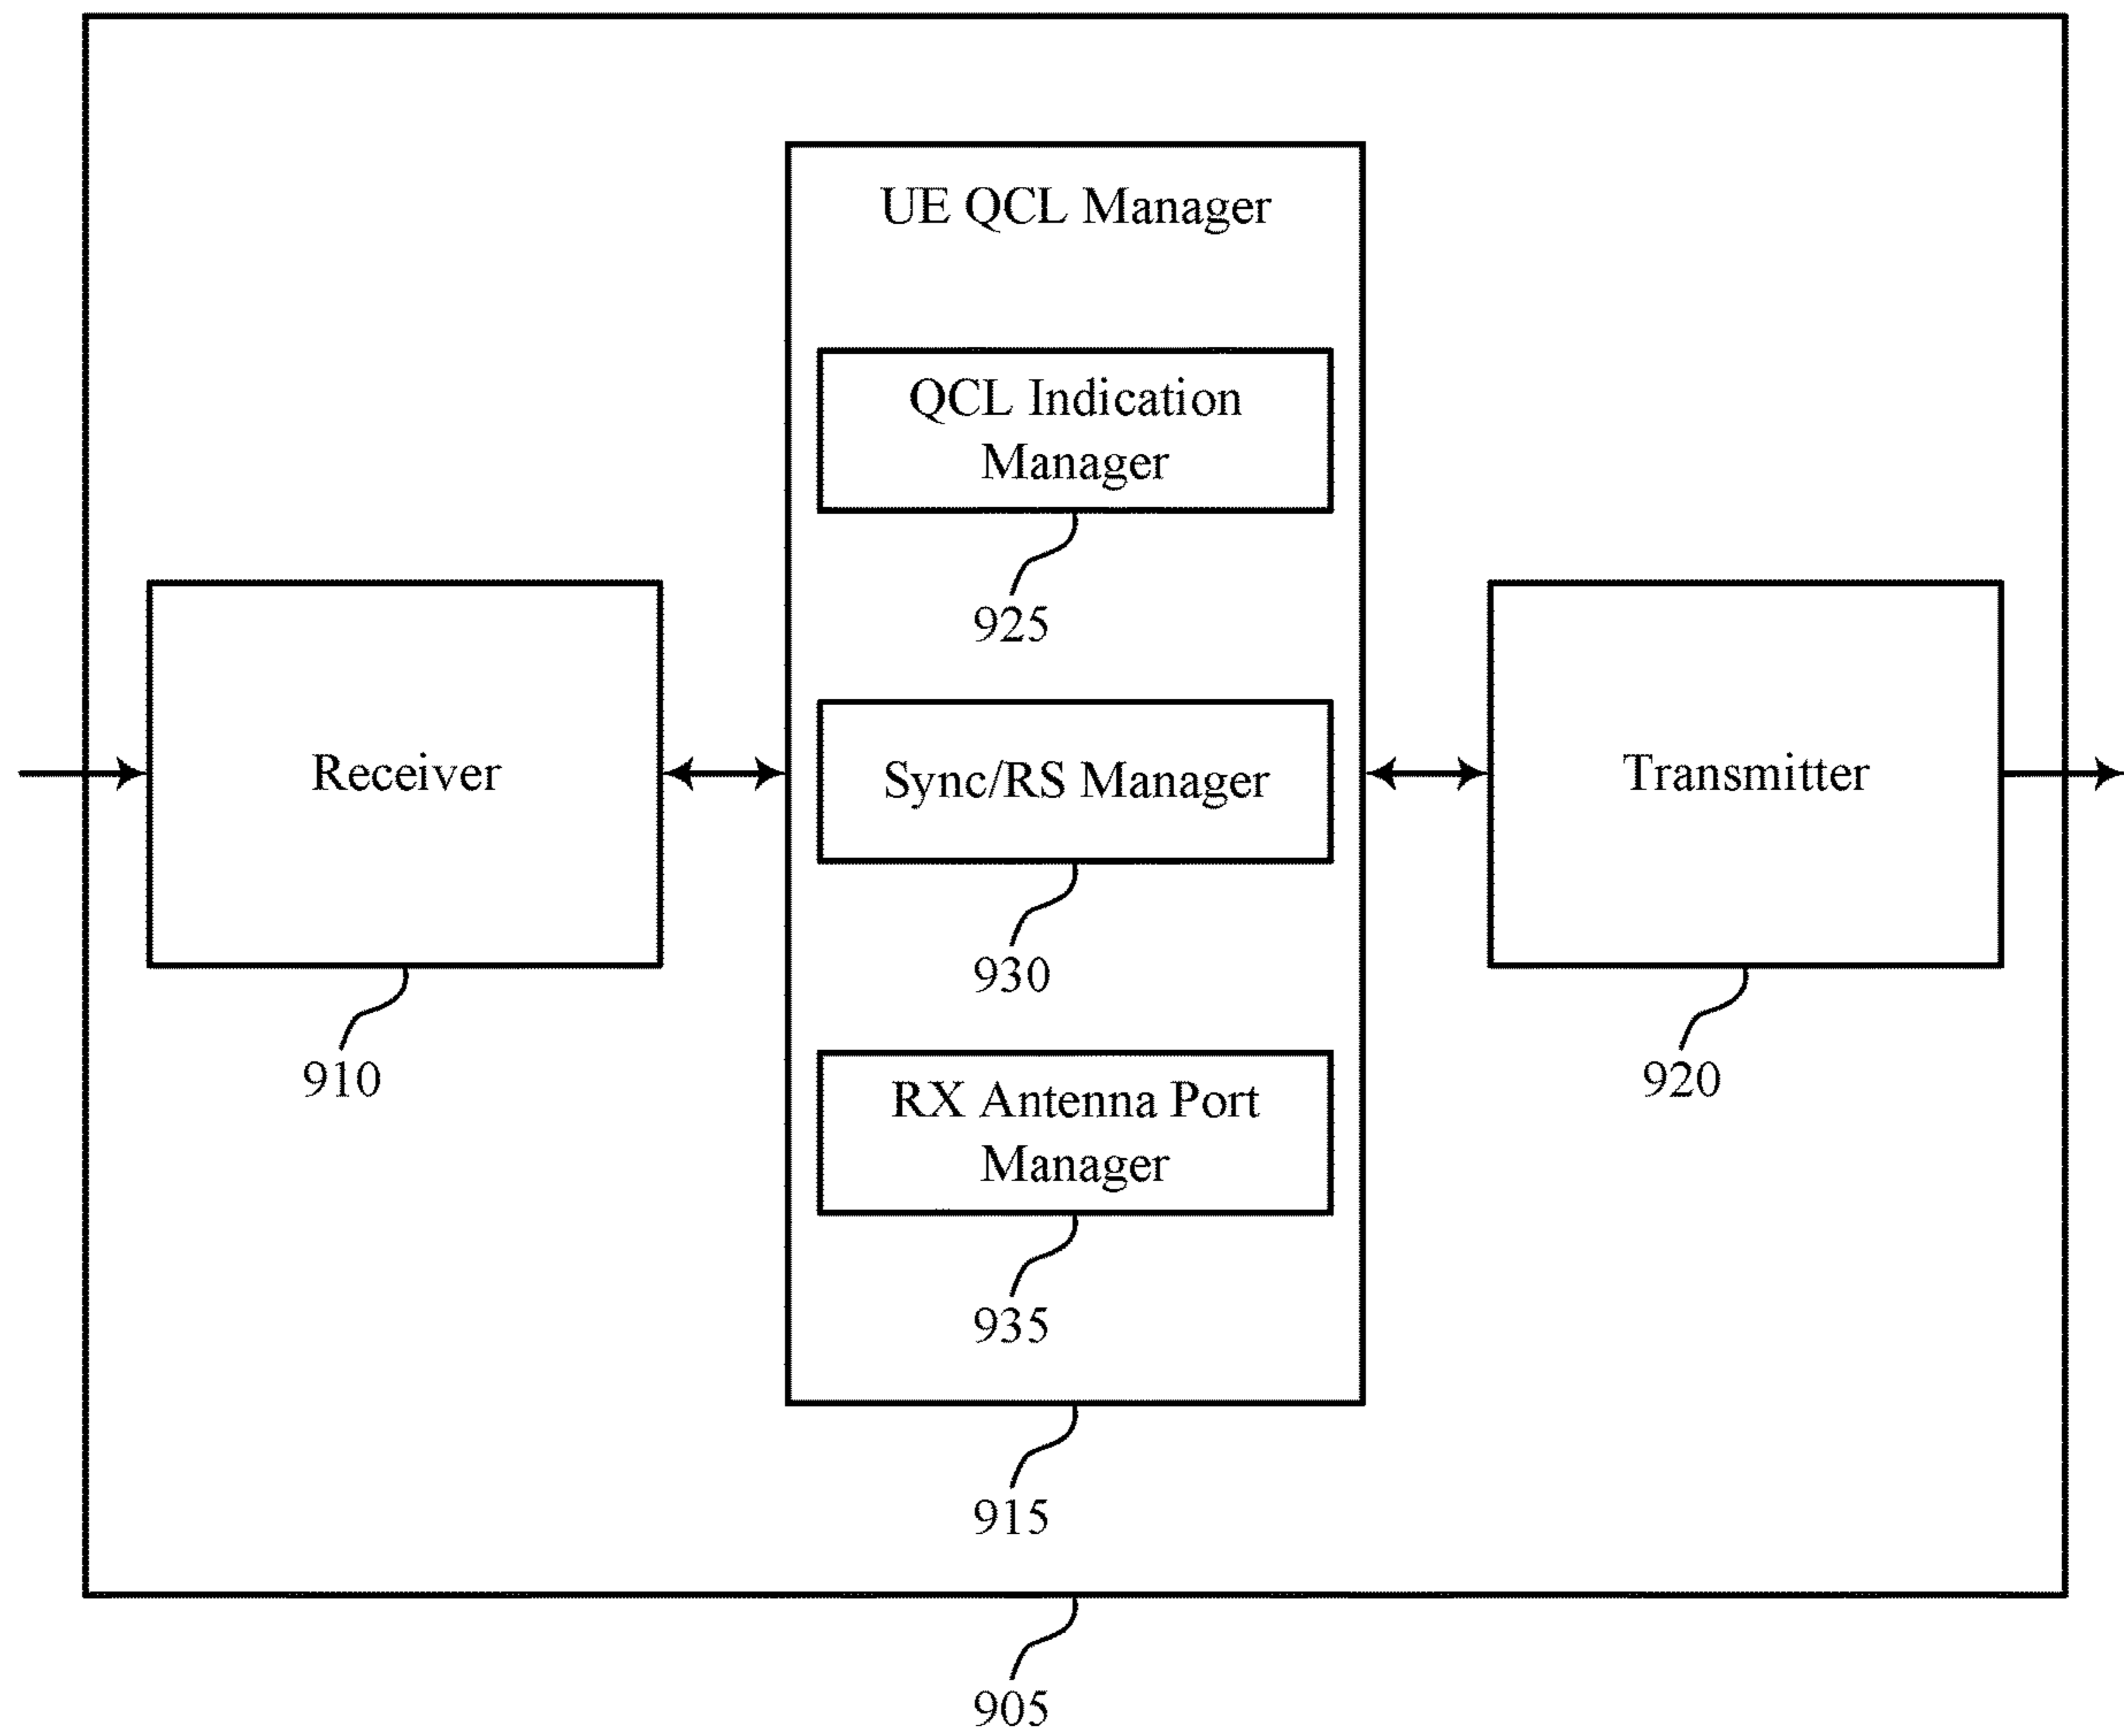 UE QCL Manager
QCL Indication
Manager
925
Receiver
910
Sync/RS Manager
930
Transmitter
920
RX Antenna Port
Manager
935
915
905